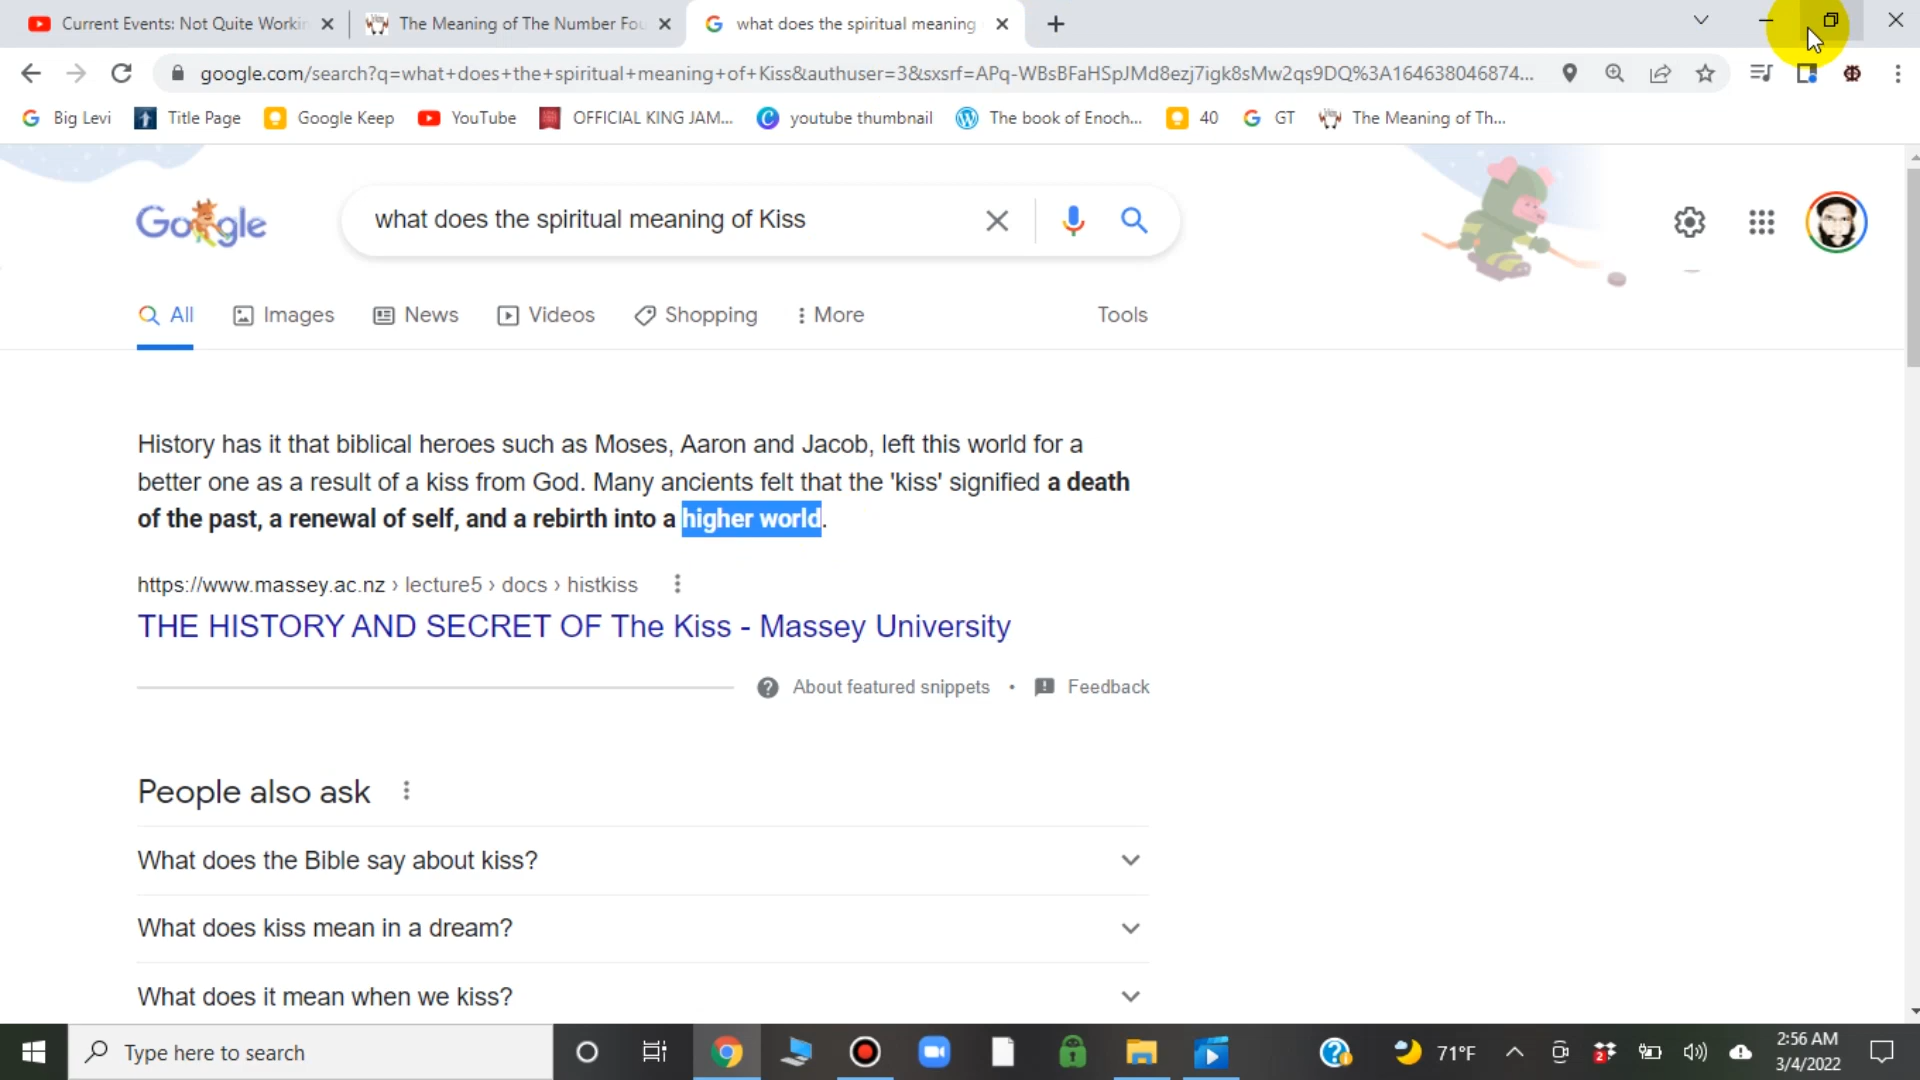 Current Events: Not Quite Workin
The Meaning of The Number Fou
what does the spiritual meaning
google.com/search?q=what+does+the+spiritual+meaning+of+Kiss&authuser=3&sxsrf=APq-WBsBFaHSpJMd8ezj7igk8sMw2qs9DQ%3A164638046874...
Big Levi
Title Page
Google Keep
YouTube
OFFICIAL KING JAM...
youtube thumbnail
The book of Enoch...
40
GT
The Meaning of Th...
Google
what does the spiritual meaning of Kiss
All
Images
News
Videos
Shopping
More
Tools
History has it that biblical heroes such as Moses, Aaron and Jacob, left this world for a
better one as a result of a kiss from God. Many ancients felt that the 'kiss' signified a death
of the past, a renewal of self, and a rebirth into a higher world.
https://www.massey.ac.nz › lecture5 › docs › histkiss
THE HISTORY AND SECRET OF The Kiss - Massey University
About featured snippets • Feedback
People also ask
What does the Bible say about kiss?
What does kiss mean in a dream?
What does it mean when we kiss?
Type here to search
2
71°F
2:56 AM
3/4/2022